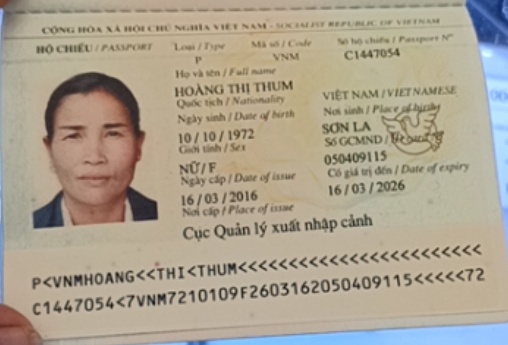 CỘNG HÒA XÃ HỘI CHỦ NGHĨA VIỆT NAM - SOCIALIST REPUBLIC OF VIETNAM
HỘ CHIẾU / PASSPORT Loại / Type Mã số / Code Số hộ chiếu / Passport Nº
P VNM C1447054
Họ và tên / Full name
HOÀNG THỊ THUM
Quốc tịch / Nationality VIỆT NAM / VIETNAMESE
Ngày sinh / Date of birth Nơi sinh / Place of birth
10 / 10 / 1972 SƠN LA
Giới tính / Sex Số GCMND /
NỮ / F 050409115
Ngày cấp / Date of issue Có giá trị đến / Date of expiry
16 / 03 / 2016 16 / 03 / 2026
Nơi cấp / Place of issue
Cục Quản lý xuất nhập cảnh
P<VNMHOANG<<THI<THUM<<<<<<<<<<<<<<<<<<<<<<<<
C1447054<7VNM7210109F2603162050409115<<<<<72